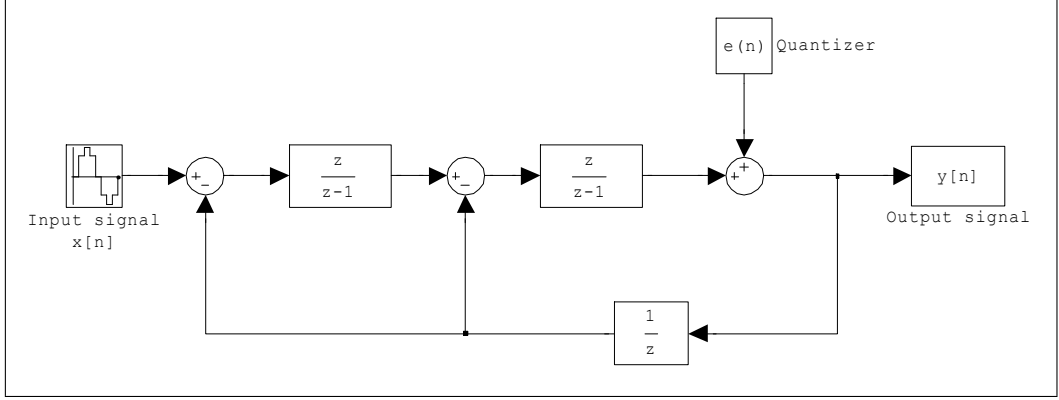 e(n) Quantizer
z
z-1
z
z-1
y[n]
Input signal
x[n]
Output signal
1
z
+
−
+
−
+
+